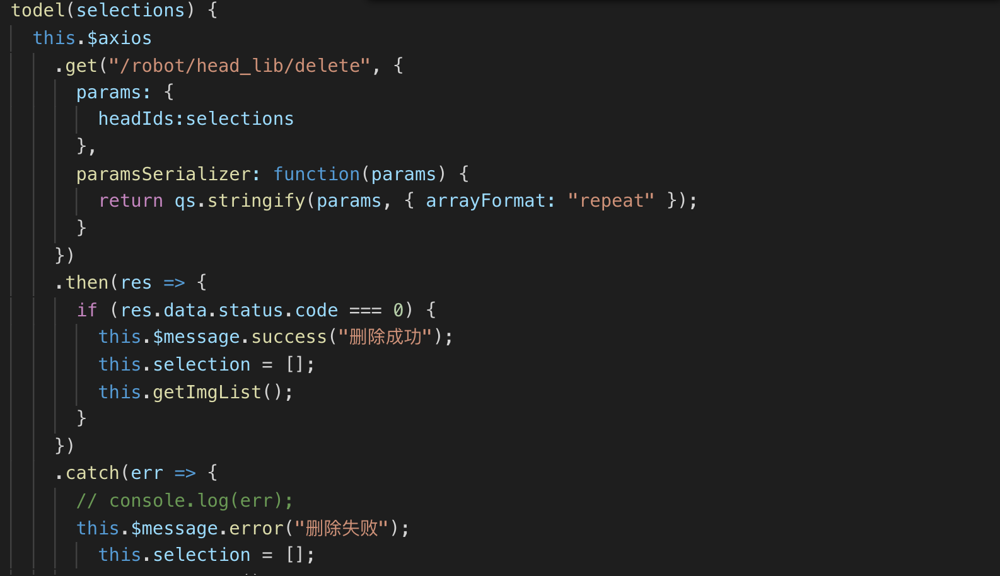 todel(selections) {
this.$axios
.get("/robot/head_lib/delete", {
params: {
headIds:selections
},
paramsSerializer: function(params) {
return qs.stringify(params, { arrayFormat: "repeat" });
}
})
.then(res => {
if (res.data.status.code === 0) {
this.$message.success("删除成功");
this.selection = [];
this.getImgList();
}
})
.catch(err => {
// console.log(err);
this.$message.error("删除失败");
this.selection = [];